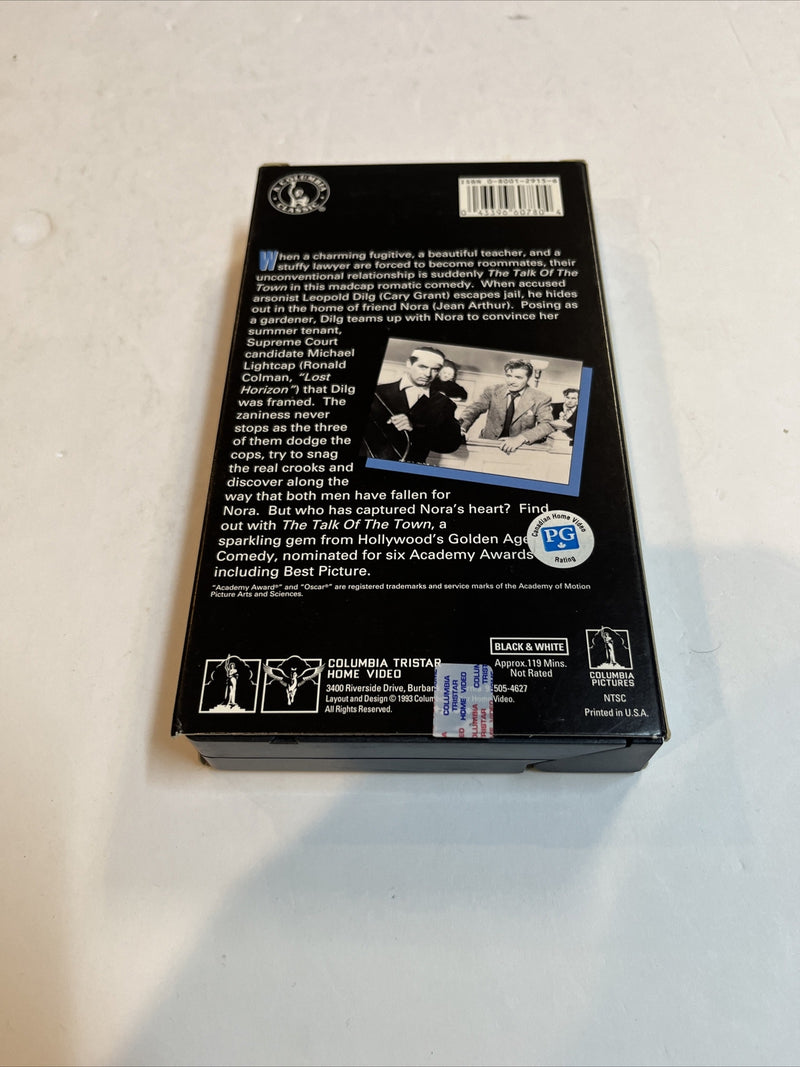 A COLUMBIA CLASSIC
ISBN 0-8001-2911-6
0 43396 60780 4
When a charming fugitive, a beautiful teacher, and a
stuffy lawyer are forced to become roommates, their
unconventional relationship is suddenly The Talk Of The
Town in this madcap romatic comedy. When accused
arsonist Leopold Dilg (Cary Grant) escapes jail, he hides
out in the home of friend Nora (Jean Arthur). Posing as
a gardener, Dilg teams up with Nora to convince her
summer tenant,
Supreme Court
candidate Michael
Lightcap (Ronald
Colman, "Lost
Horizon") that Dilg
was framed. The
zaniness never
stops as the three
of them dodge the
cops, try to snag
the real crooks and
discover along the
way that both men have fallen for
Nora. But who has captured Nora's heart? Find
out with The Talk Of The Town, a
sparkling gem from Hollywood's Golden Age
Comedy, nominated for six Academy Awards
including Best Picture.
Canadian Home Video
PG
Rating
"Academy Award®" and "Oscar®" are registered trademarks and service marks of the Academy of Motion
Picture Arts and Sciences.
COLUMBIA TRISTAR
HOME VIDEO
3400 Riverside Drive, Burban 505-4627
Layout and Design © 1993 Colum Home Video.
All Rights Reserved.
COLUMBIA
TRISTAR
HOME VIDEO
BLACK & WHITE
Approx.119 Mins.
Not Rated
COLUMBIA
PICTURES
NTSC
Printed in U.S.A.